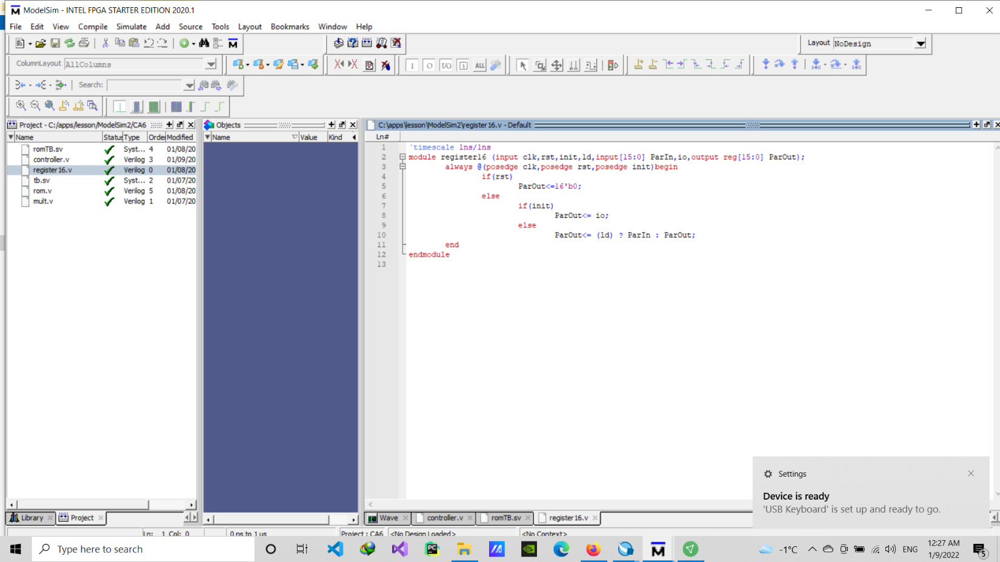 ModelSim - INTEL FPGA STARTER EDITION 2020.1
File Edit View Compile Simulate Add Source Tools Layout Bookmarks Window Help
Layout NoDesign
ColumnLayout AllColumns
ALL
Search:
Project - C:/apps/lesson/ModelSim2/CA6
Name Status Type Order Modified
romTB.sv Syst... 4 01/08/20
controller.v Verilog 3 01/09/20
register16.v Verilog 0 01/08/20
tb.sv Syst... 2 01/07/20
rom.v Verilog 5 01/08/20
mult.v Verilog 1 01/07/20
Objects
Name Value Kind
C:\apps\lesson\ModelSim2\register16.v - Default
Ln#
1 `timescale 1ns/1ns
2 module register16 (input clk,rst,init,ld,input[15:0] ParIn,io,output reg[15:0] ParOut);
3 always @(posedge clk,posedge rst,posedge init)begin
4 if(rst)
5 ParOut<=16'b0;
6 else
7 if(init)
8 ParOut<= io;
9 else
10 ParOut<= (ld) ? ParIn : ParOut;
11 end
12 endmodule
13
Settings
Device is ready
'USB Keyboard' is set up and ready to go.
Library Project
Wave controller.v romTB.sv register16.v
Ln: 1 Col: 0 0 ns to 1 us Project : CA6 <No Design Loaded> <No Context>
Type here to search
-1°C ENG 12:27 AM
1/9/2022
5